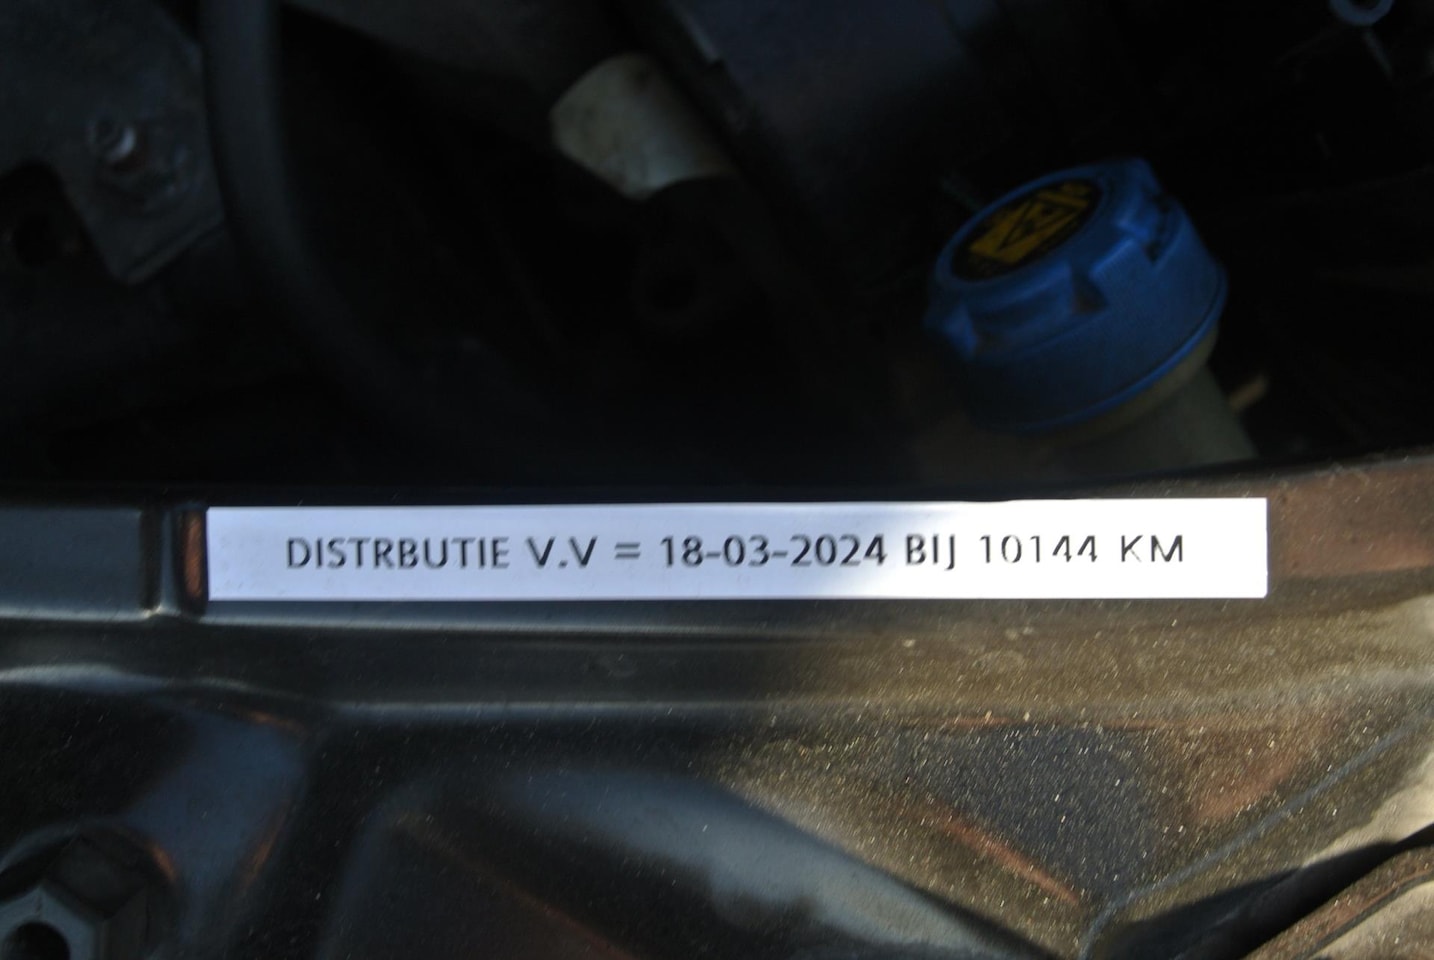 DISTRBUTIE V.V = 18-03-2024 BIJ 10144 KM